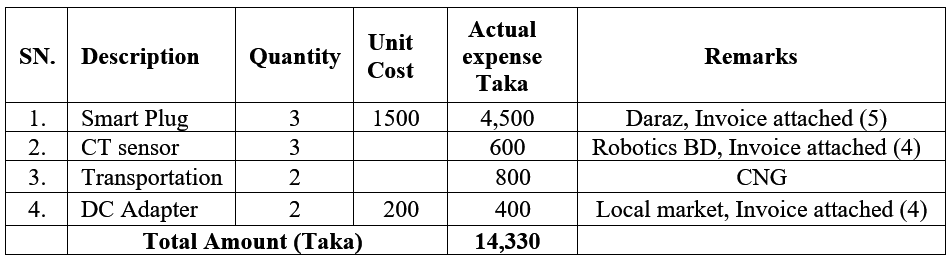 SN. Description Quantity Unit Cost Actual expense Taka Remarks
1. Smart Plug 3 1500 4,500 Daraz, Invoice attached (5)
2. CT sensor 3 600 Robotics BD, Invoice attached (4)
3. Transportation 2 800 CNG
4. DC Adapter 2 200 400 Local market, Invoice attached (4)
Total Amount (Taka) 14,330